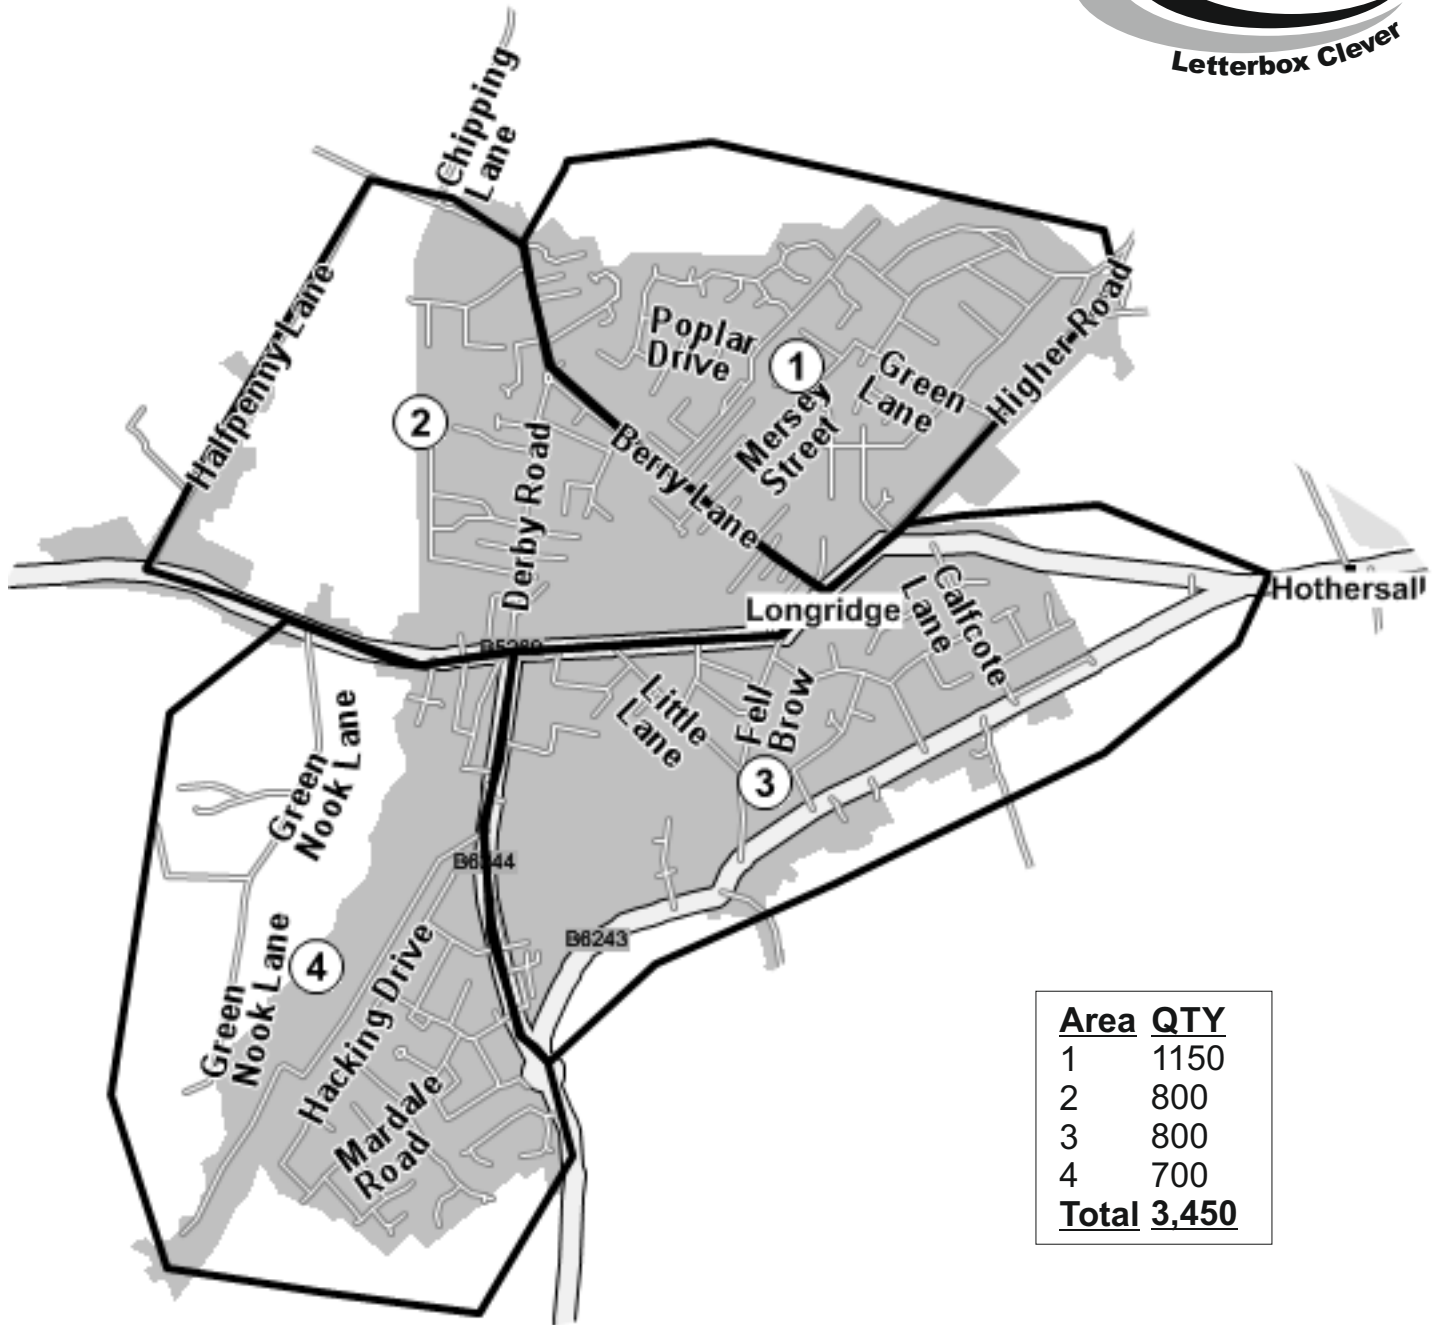 Letterbox Clever
Chipping
Lane
Halfpenny Lane
Poplar
Drive
1
Mersey
Street
Green
Lane
Higher Road
2
Derby Road
Berry Lane
Longridge
Hothersall
Calfcote
Lane
B5269
Little
Lane
Fell
Brow
3
Green
Nook Lane
B6244
B6243
Green
Nook Lane
4
Hacking Drive
Mardale
Road
Area QTY
1 1150
2 800
3 800
4 700
Total 3,450